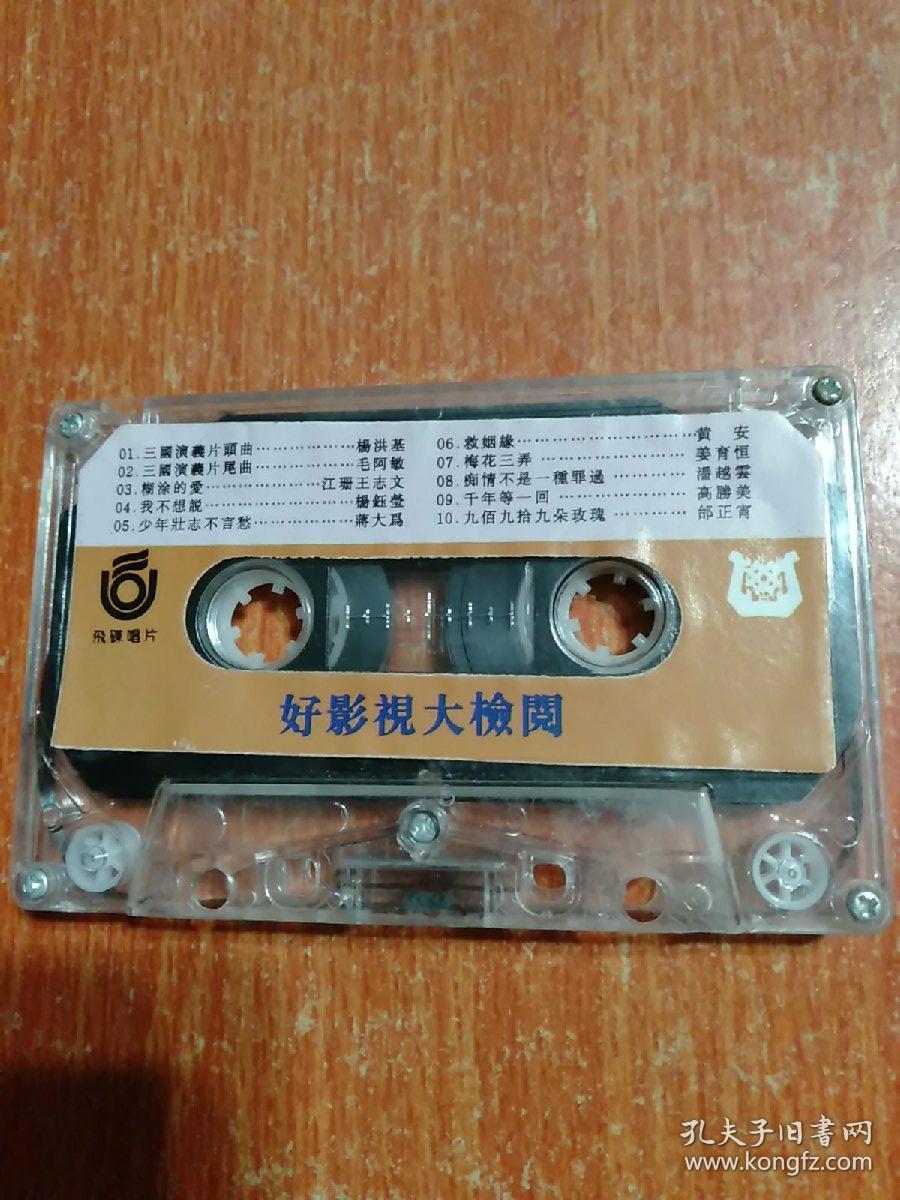 01.三國演義片頭曲………………楊洪基
02.三國演義片尾曲………………毛阿敏
03.糊涂的愛………………江珊王志文
04.我不想説………………楊鈺瑩
05.少年壯志不言愁………………蔣大爲
06.救姻緣………………黄 安
07.梅花三弄………………姜育恒
08.痴情不是一種罪過…………潘越雲
09.千年等一回………………高勝美
10.九佰九拾九朵玫瑰…………邰正宵
飛碟唱片
好影視大檢閲
孔夫子旧書网
www.kongfz.com